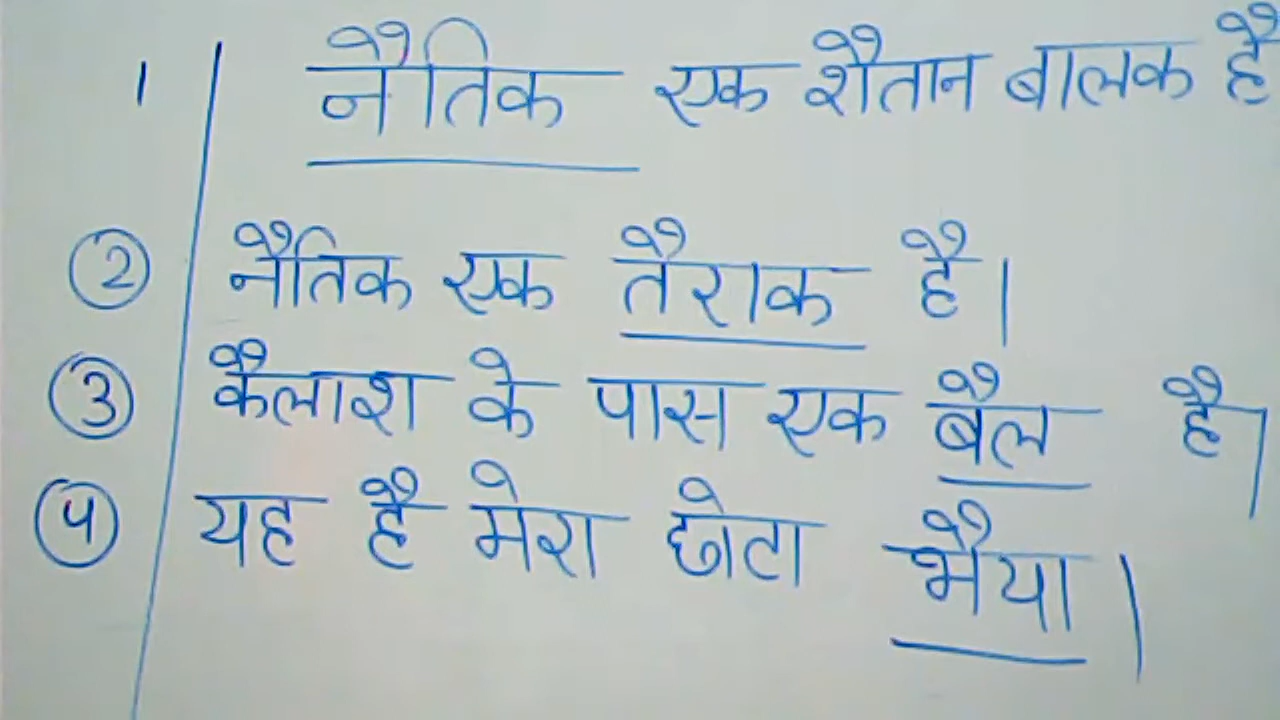 1 नैतिक एक शैतान बालक है
2 नैतिक एक तैराक है।
3 कैलाश के पास एक बैल है।
4 यह है मेरा छोटा भैया।